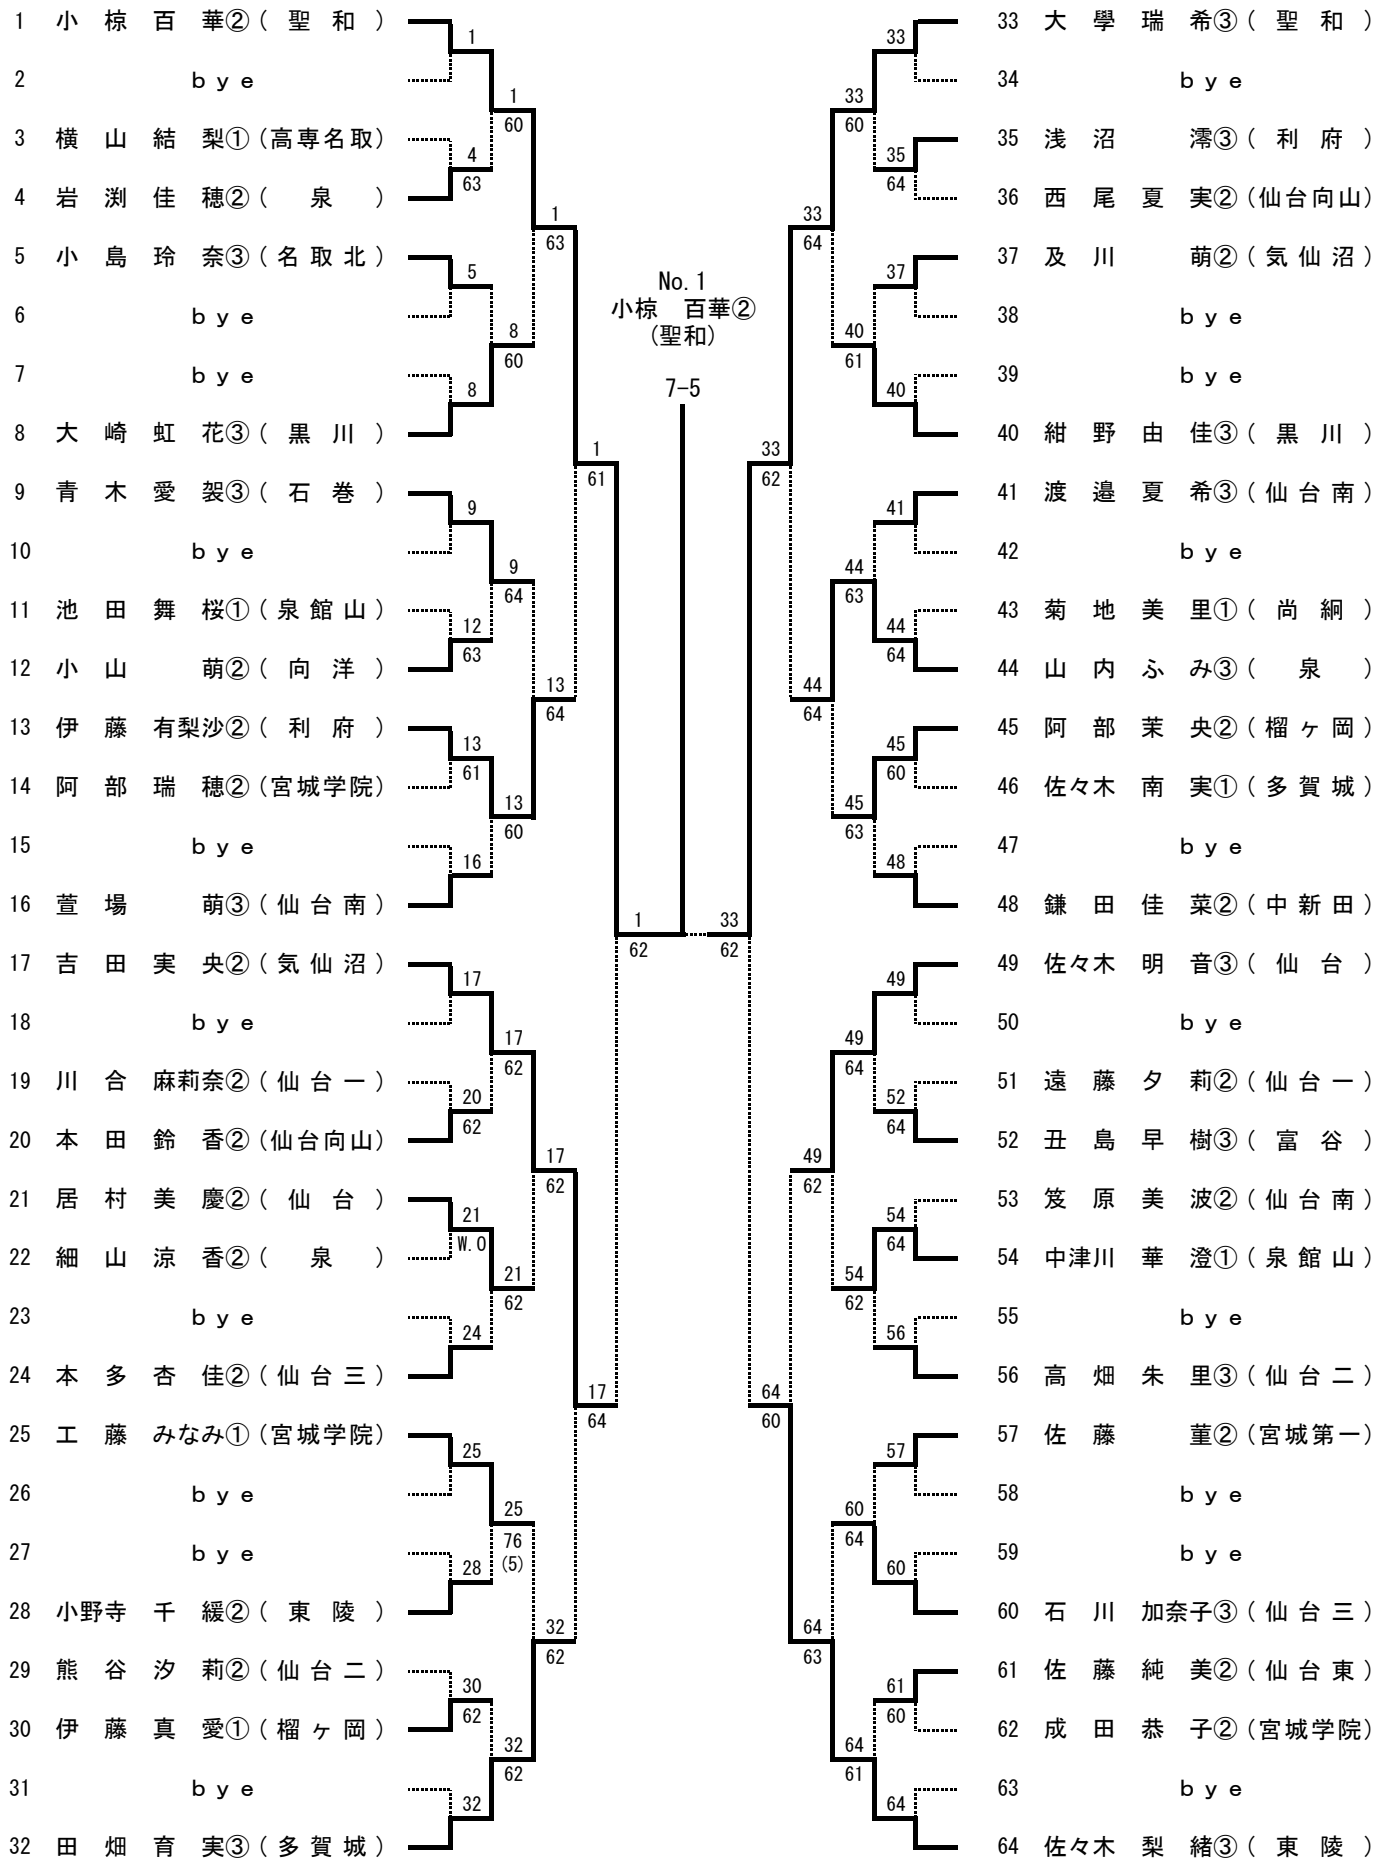 1 小椋 百華② (聖和)
2 bye
3 横山 結梨① (高専名取)
4 岩渕 佳穂② (泉)
5 小島 玲奈③ (名取北)
6 bye
7 bye
8 大崎 虹花③ (黒川)
9 青木 愛袈③ (石巻)
10 bye
11 池田 舞桜① (泉館山)
12 小山 萌② (向洋)
13 伊藤 有梨沙② (利府)
14 阿部 瑞穂② (宮城学院)
15 bye
16 萱場 萌③ (仙台南)
17 吉田 実央② (気仙沼)
18 bye
19 川合 麻莉奈② (仙台一)
20 本田 鈴香② (仙台向山)
21 居村 美慶② (仙台)
22 細山 涼香② (泉)
23 bye
24 本多 杏佳② (仙台三)
25 工藤 みなみ① (宮城学院)
26 bye
27 bye
28 小野寺 千緩② (東陵)
29 熊谷 汐莉② (仙台二)
30 伊藤 真愛① (榴ヶ岡)
31 bye
32 田畑 育実③ (多賀城)
1
4
63
5
8
9
12
63
13
61
16
17
20
62
21
W.O
24
25
28
30
62
32
1
60
8
60
9
64
13
60
17
62
21
62
25
76
(5)
32
62
1
63
13
64
17
62
32
62
1
61
17
64
1
62
No.1
小椋 百華②
(聖和)
7-5
33
62
33
62
64
60
33
64
44
64
49
62
64
63
33
60
40
61
44
63
45
63
49
64
54
62
60
64
64
61
33
35
64
37
40
41
44
64
45
60
48
49
52
64
54
64
56
57
60
61
60
64
33 大學 瑞希③ (聖和)
34 bye
35 浅沼 澪③ (利府)
36 西尾 夏実② (仙台向山)
37 及川 萌② (気仙沼)
38 bye
39 bye
40 紺野 由佳③ (黒川)
41 渡邉 夏希③ (仙台南)
42 bye
43 菊地 美里① (尚絅)
44 山内 ふみ③ (泉)
45 阿部 茉央② (榴ヶ岡)
46 佐々木 南実① (多賀城)
47 bye
48 鎌田 佳菜② (中新田)
49 佐々木 明音③ (仙台)
50 bye
51 遠藤 夕莉② (仙台一)
52 丑島 早樹③ (富谷)
53 笈原 美波② (仙台南)
54 中津川 華澄① (泉館山)
55 bye
56 高畑 朱里③ (仙台二)
57 佐藤 菫② (宮城第一)
58 bye
59 bye
60 石川 加奈子③ (仙台三)
61 佐藤 純美② (仙台東)
62 成田 恭子② (宮城学院)
63 bye
64 佐々木 梨緒③ (東陵)